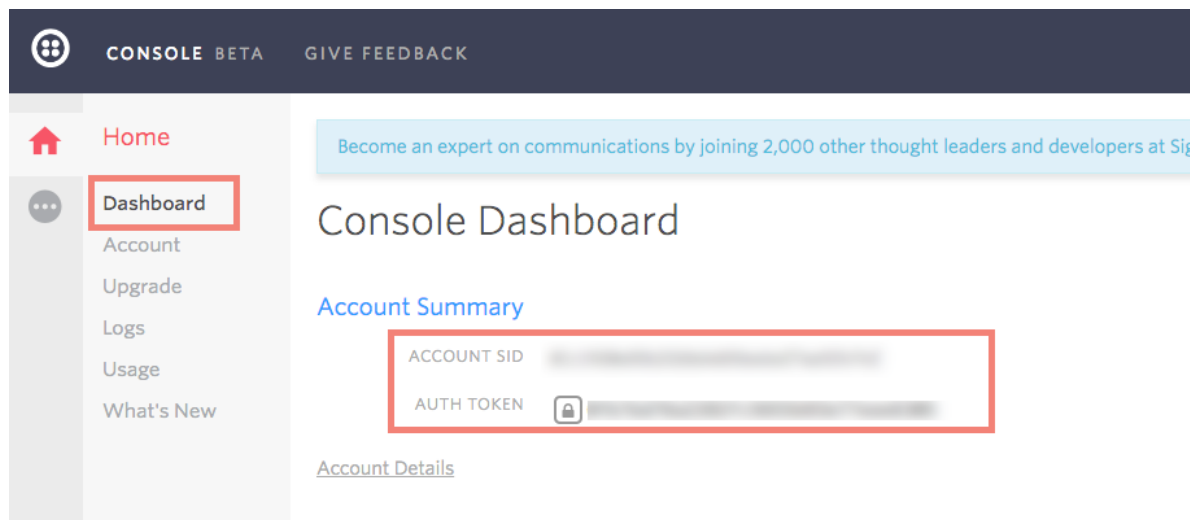 CONSOLE BETA GIVE FEEDBACK
Home
Dashboard
Account
Upgrade
Logs
Usage
What's New
Become an expert on communications by joining 2,000 other thought leaders and developers at
Console Dashboard
Account Summary
ACCOUNT SID
AUTH TOKEN
Account Details